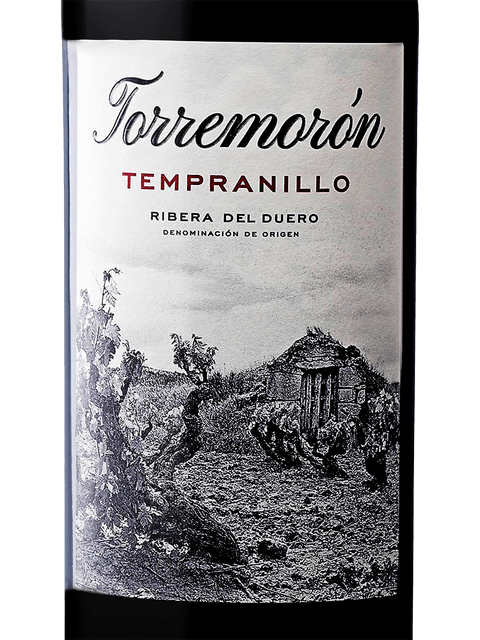 Torremorón
TEMPRANILLO
RIBERA DEL DUERO
DENOMINACIÓN DE ORIGEN